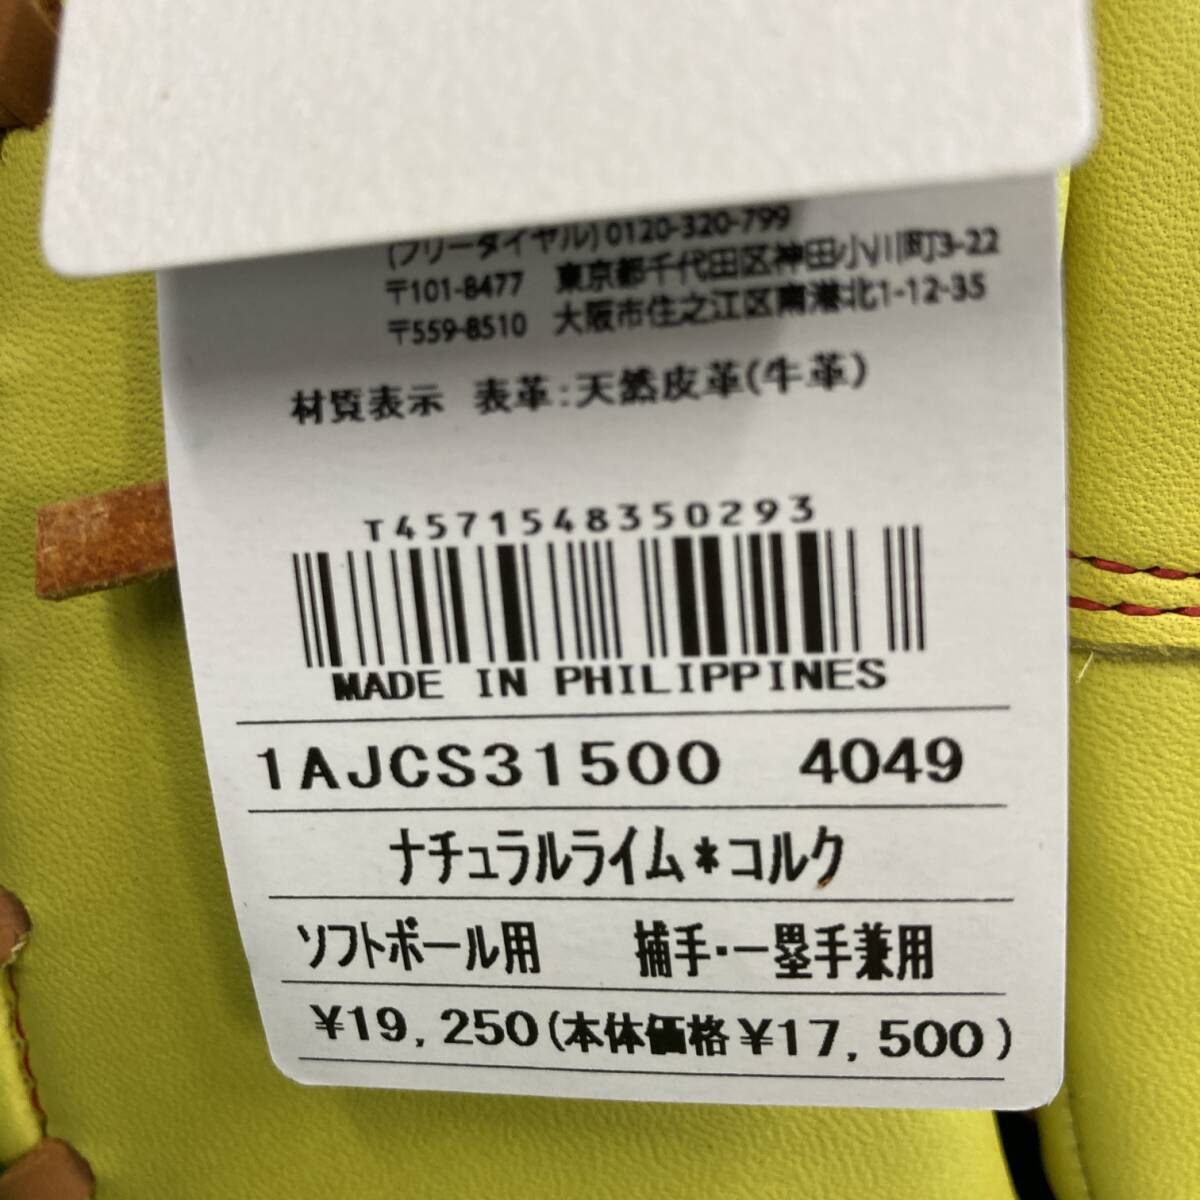 (フリーダイヤル) 0120-320-799
〒101-8477 東京都千代田区神田小川町3-22
〒559-8510 大阪市住之江区南港北1-12-35
材質表示 表革:天然皮革(牛革)
T4571548350293
MADE IN PHILIPPINES
1AJCS31500 4049
ナチュラルライム*コルク
ソフトボール用 捕手・一塁手兼用
¥19,250(本体価格¥17,500)